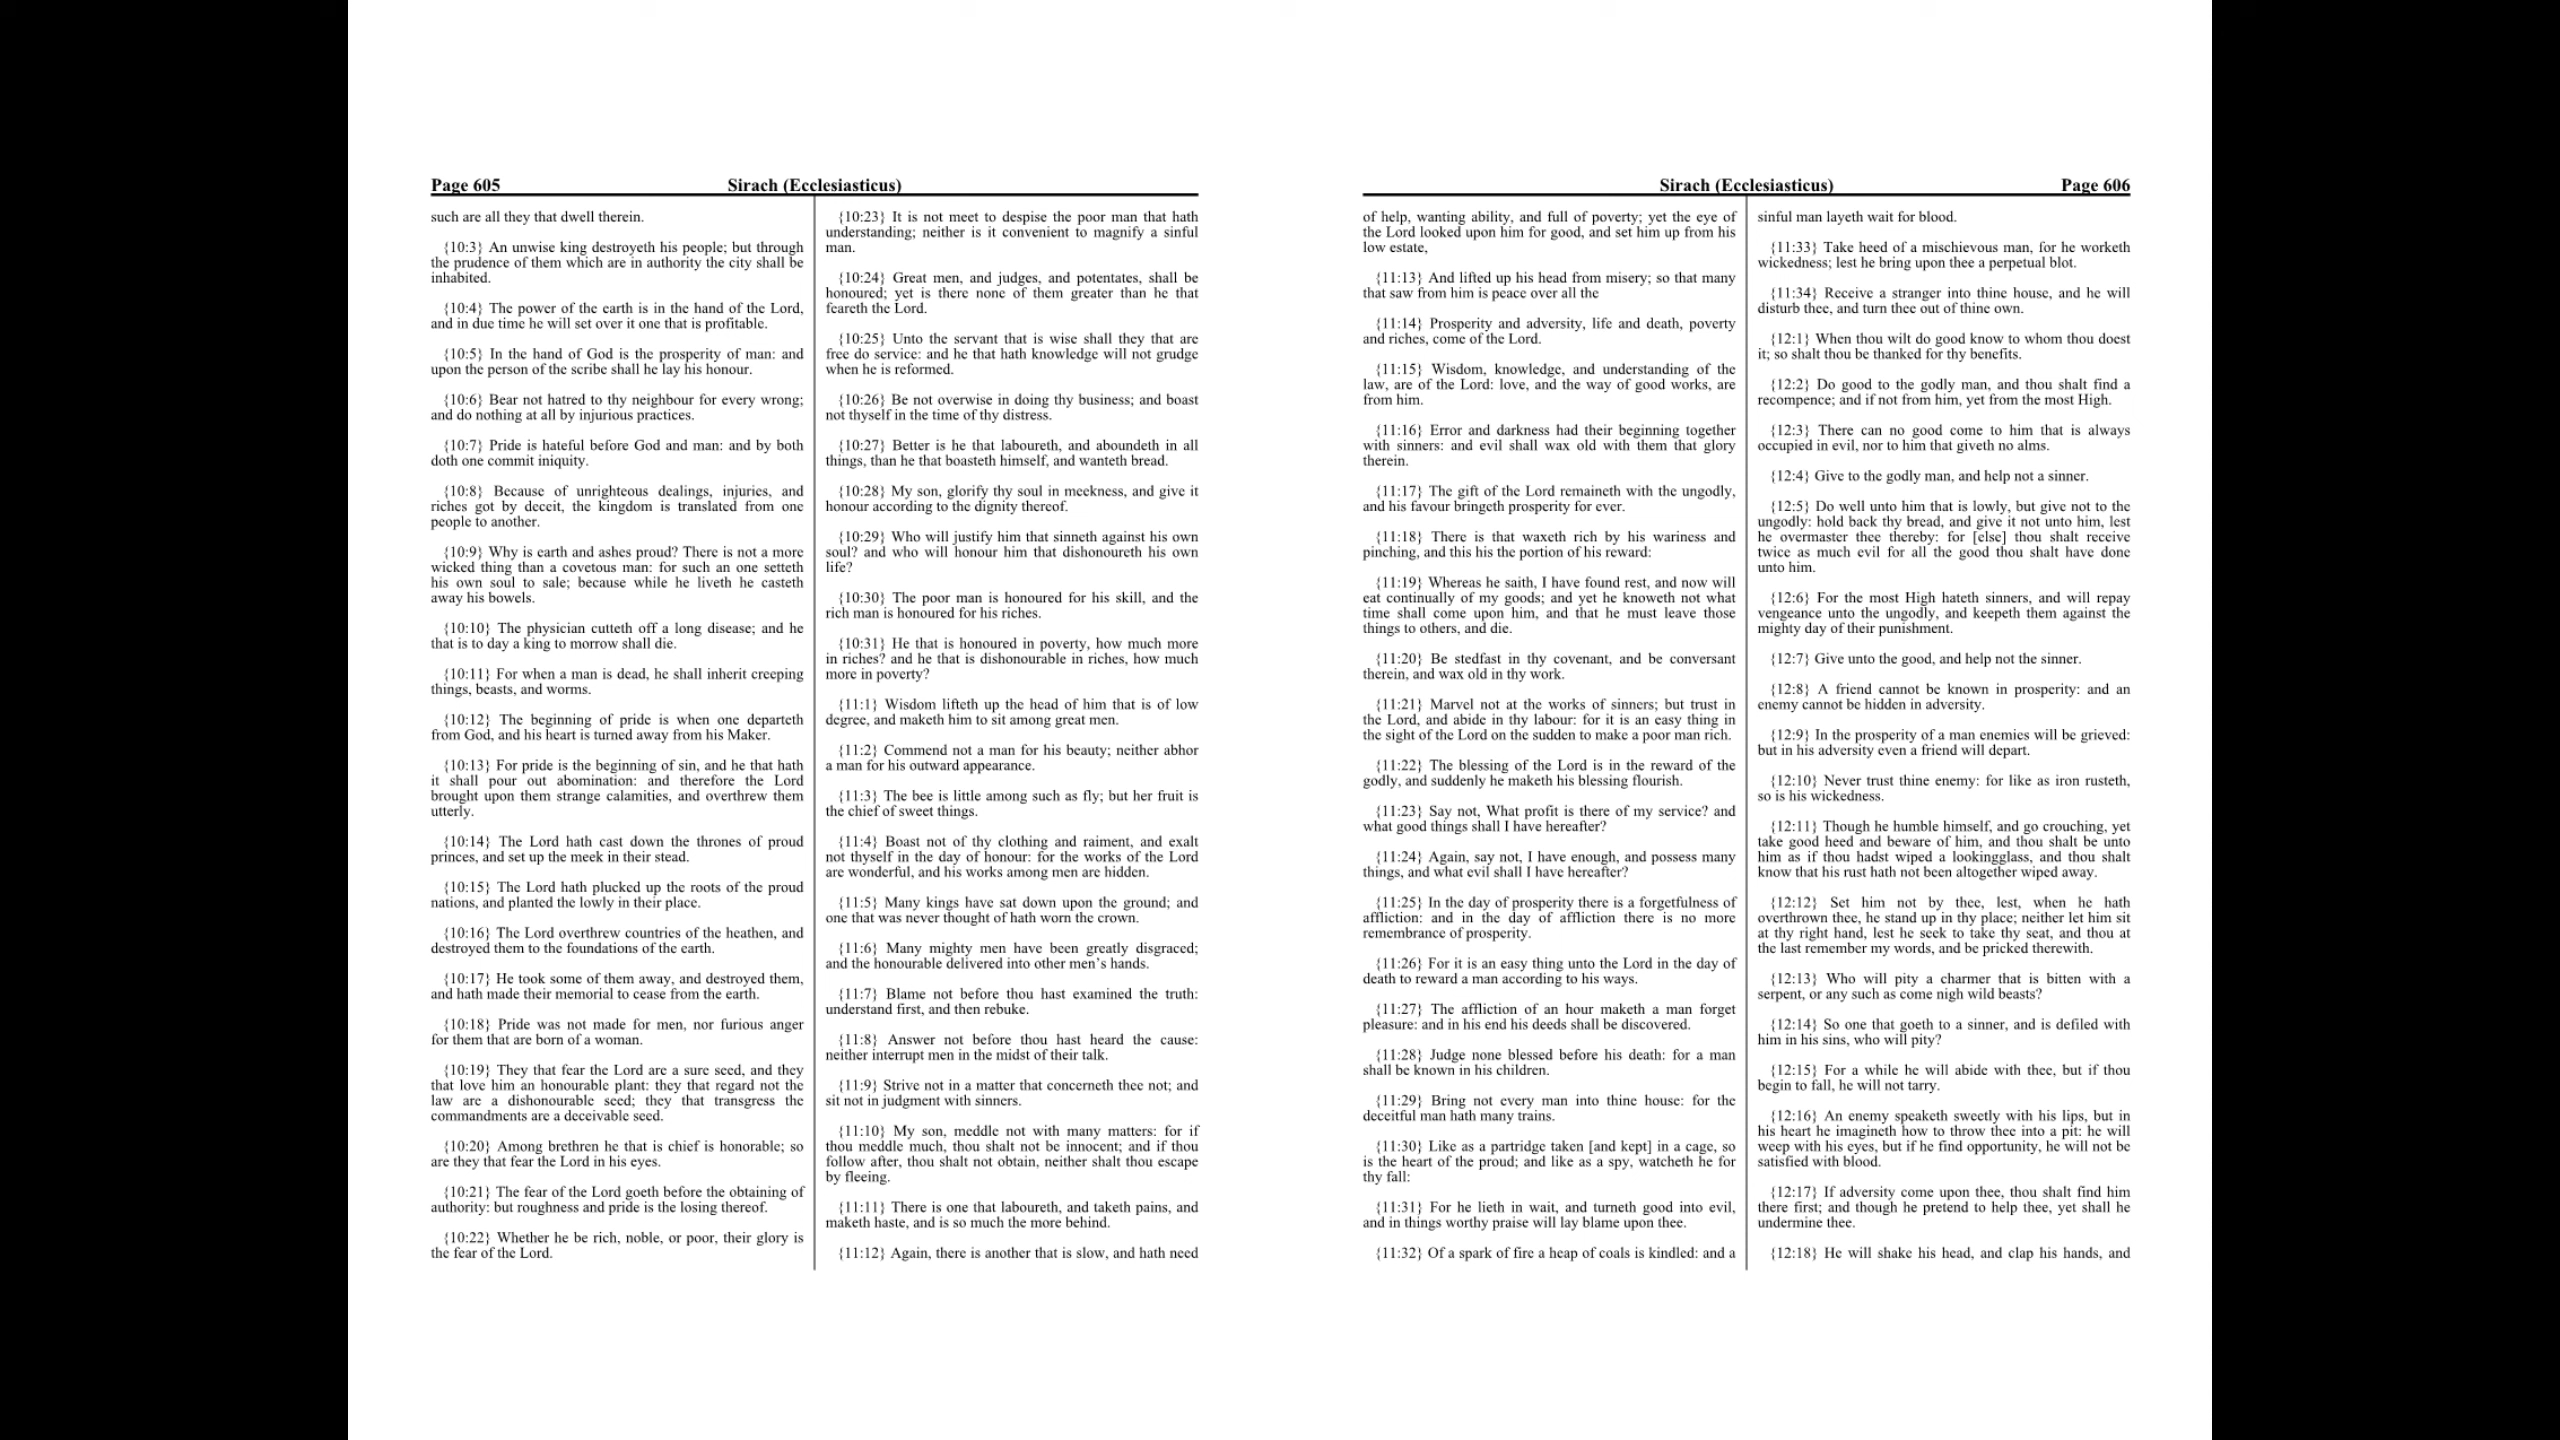 Page 605 Sirach (Ecclesiasticus)
such are all they that dwell therein.
{10:3} An unwise king destroyeth his people; but through
the prudence of them which are in authority the city shall be
inhabited.
{10:4} The power of the earth is in the hand of the Lord,
and in due time he will set over it one that is profitable.
{10:5} In the hand of God is the prosperity of man: and
upon the person of the scribe shall he lay his honour.
{10:6} Bear not hatred to thy neighbour for every wrong;
and do nothing at all by injurious practices.
{10:7} Pride is hateful before God and man: and by both
doth one commit iniquity.
{10:8} Because of unrighteous dealings, injuries, and
riches got by deceit, the kingdom is translated from one
people to another.
{10:9} Why is earth and ashes proud? There is not a more
wicked thing than a covetous man: for such an one setteth
his own soul to sale; because while he liveth he casteth
away his bowels.
{10:10} The physician cutteth off a long disease; and he
that is to day a king to morrow shall die.
{10:11} For when a man is dead, he shall inherit creeping
things, beasts, and worms.
{10:12} The beginning of pride is when one departeth
from God, and his heart is turned away from his Maker.
{10:13} For pride is the beginning of sin, and he that hath
it shall pour out abomination: and therefore the Lord
brought upon them strange calamities, and overthrew them
utterly.
{10:14} The Lord hath cast down the thrones of proud
princes, and set up the meek in their stead.
{10:15} The Lord hath plucked up the roots of the proud
nations, and planted the lowly in their place.
{10:16} The Lord overthrew countries of the heathen, and
destroyed them to the foundations of the earth.
{10:17} He took some of them away, and destroyed them,
and hath made their memorial to cease from the earth.
{10:18} Pride was not made for men, nor furious anger
for them that are born of a woman.
{10:19} They that fear the Lord are a sure seed, and they
that love him an honourable plant: they that regard not the
law are a dishonourable seed; they that transgress the
commandments are a deceivable seed.
{10:20} Among brethren he that is chief is honorable; so
are they that fear the Lord in his eyes.
{10:21} The fear of the Lord goeth before the obtaining of
authority: but roughness and pride is the losing thereof.
{10:22} Whether he be rich, noble, or poor, their glory is
the fear of the Lord.
{10:23} It is not meet to despise the poor man that hath
understanding; neither is it convenient to magnify a sinful
man.
{10:24} Great men, and judges, and potentates, shall be
honoured; yet is there none of them greater than he that
feareth the Lord.
{10:25} Unto the servant that is wise shall they that are
free do service: and he that hath knowledge will not grudge
when he is reformed.
{10:26} Be not overwise in doing thy business; and boast
not thyself in the time of thy distress.
{10:27} Better is he that laboureth, and aboundeth in all
things, than he that boasteth himself, and wanteth bread.
{10:28} My son, glorify thy soul in meekness, and give it
honour according to the dignity thereof.
{10:29} Who will justify him that sinneth against his own
soul? and who will honour him that dishonoureth his own
life?
{10:30} The poor man is honoured for his skill, and the
rich man is honoured for his riches.
{10:31} He that is honoured in poverty, how much more
in riches? and he that is dishonourable in riches, how much
more in poverty?
{11:1} Wisdom lifteth up the head of him that is of low
degree, and maketh him to sit among great men.
{11:2} Commend not a man for his beauty; neither abhor
a man for his outward appearance.
{11:3} The bee is little among such as fly; but her fruit is
the chief of sweet things.
{11:4} Boast not of thy clothing and raiment, and exalt
not thyself in the day of honour: for the works of the Lord
are wonderful, and his works among men are hidden.
{11:5} Many kings have sat down upon the ground; and
one that was never thought of hath worn the crown.
{11:6} Many mighty men have been greatly disgraced;
and the honourable delivered into other men's hands.
{11:7} Blame not before thou hast examined the truth:
understand first, and then rebuke.
{11:8} Answer not before thou hast heard the cause:
neither interrupt men in the midst of their talk.
{11:9} Strive not in a matter that concerneth thee not; and
sit not in judgment with sinners.
{11:10} My son, meddle not with many matters: for if
thou meddle much, thou shalt not be innocent; and if thou
follow after, thou shalt not obtain, neither shalt thou escape
by fleeing.
{11:11} There is one that laboureth, and taketh pains, and
maketh haste, and is so much the more behind.
{11:12} Again, there is another that is slow, and hath need
Sirach (Ecclesiasticus) Page 606
of help, wanting ability, and full of poverty; yet the eye of
the Lord looked upon him for good, and set him up from his
low estate,
{11:13} And lifted up his head from misery; so that many
that saw from him is peace over all the
{11:14} Prosperity and adversity, life and death, poverty
and riches, come of the Lord.
{11:15} Wisdom, knowledge, and understanding of the
law, are of the Lord: love, and the way of good works, are
from him.
{11:16} Error and darkness had their beginning together
with sinners: and evil shall wax old with them that glory
therein.
{11:17} The gift of the Lord remaineth with the ungodly,
and his favour bringeth prosperity for ever.
{11:18} There is that waxeth rich by his wariness and
pinching, and this his the portion of his reward:
{11:19} Whereas he saith, I have found rest, and now will
eat continually of my goods; and yet he knoweth not what
time shall come upon him, and that he must leave those
things to others, and die.
{11:20} Be stedfast in thy covenant, and be conversant
therein, and wax old in thy work.
{11:21} Marvel not at the works of sinners; but trust in
the Lord, and abide in thy labour: for it is an easy thing in
the sight of the Lord on the sudden to make a poor man rich.
{11:22} The blessing of the Lord is in the reward of the
godly, and suddenly he maketh his blessing flourish.
{11:23} Say not, What profit is there of my service? and
what good things shall I have hereafter?
{11:24} Again, say not, I have enough, and possess many
things, and what evil shall I have hereafter?
{11:25} In the day of prosperity there is a forgetfulness of
affliction: and in the day of affliction there is no more
remembrance of prosperity.
{11:26} For it is an easy thing unto the Lord in the day of
death to reward a man according to his ways.
{11:27} The affliction of an hour maketh a man forget
pleasure: and in his end his deeds shall be discovered.
{11:28} Judge none blessed before his death: for a man
shall be known in his children.
{11:29} Bring not every man into thine house: for the
deceitful man hath many trains.
{11:30} Like as a partridge taken [and kept] in a cage, so
is the heart of the proud; and like as a spy, watcheth he for
thy fall:
{11:31} For he lieth in wait, and turneth good into evil,
and in things worthy praise will lay blame upon thee.
{11:32} Of a spark of fire a heap of coals is kindled: and a
sinful man layeth wait for blood.
{11:33} Take heed of a mischievous man, for he worketh
wickedness; lest he bring upon thee a perpetual blot.
{11:34} Receive a stranger into thine house, and he will
disturb thee, and turn thee out of thine own.
{12:1} When thou wilt do good know to whom thou doest
it; so shalt thou be thanked for thy benefits.
{12:2} Do good to the godly man, and thou shalt find a
recompence; and if not from him, yet from the most High.
{12:3} There can no good come to him that is always
occupied in evil, nor to him that giveth no alms.
{12:4} Give to the godly man, and help not a sinner.
{12:5} Do well unto him that is lowly, but give not to the
ungodly: hold back thy bread, and give it not unto him, lest
he overmaster thee thereby: for [else] thou shalt receive
twice as much evil for all the good thou shalt have done
unto him.
{12:6} For the most High hateth sinners, and will repay
vengeance unto the ungodly, and keepeth them against the
mighty day of their punishment.
{12:7} Give unto the good, and help not the sinner.
{12:8} A friend cannot be known in prosperity: and an
enemy cannot be hidden in adversity.
{12:9} In the prosperity of a man enemies will be grieved:
but in his adversity even a friend will depart.
{12:10} Never trust thine enemy: for like as iron rusteth,
so is his wickedness.
{12:11} Though he humble himself, and go crouching, yet
take good heed and beware of him, and thou shalt be unto
him as if thou hadst wiped a lookingglass, and thou shalt
know that his rust hath not been altogether wiped away.
{12:12} Set him not by thee, lest, when he hath
overthrown thee, he stand up in thy place; neither let him sit
at thy right hand, lest he seek to take thy seat, and thou at
the last remember my words, and be pricked therewith.
{12:13} Who will pity a charmer that is bitten with a
serpent, or any such as come nigh wild beasts?
{12:14} So one that goeth to a sinner, and is defiled with
him in his sins, who will pity?
{12:15} For a while he will abide with thee, but if thou
begin to fall, he will not tarry.
{12:16} An enemy speaketh sweetly with his lips, but in
his heart he imagineth how to throw thee into a pit: he will
weep with his eyes, but if he find opportunity, he will not be
satisfied with blood.
{12:17} If adversity come upon thee, thou shalt find him
there first; and though he pretend to help thee, yet shall he
undermine thee.
{12:18} He will shake his head, and clap his hands, and